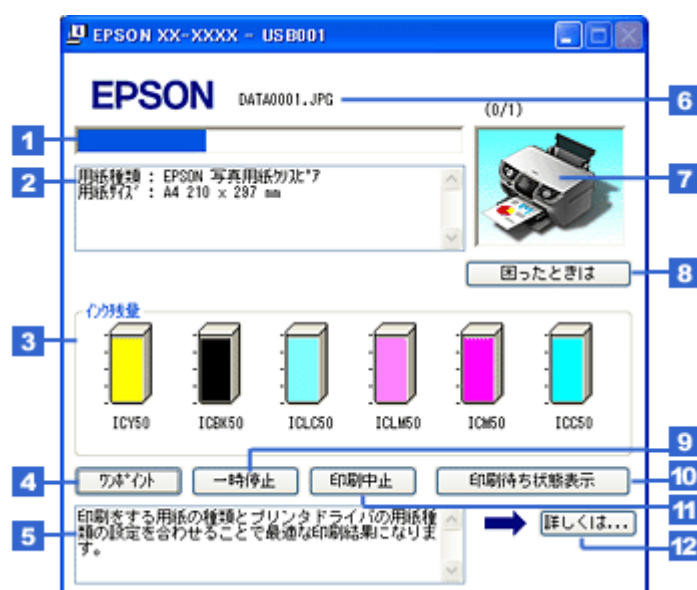 EPSON XX-XXXX - USB001
EPSON DATA0001.JPG 6
(0/1)
1
7
2
用紙種類 : EPSON 写真用紙クリスピア
用紙サイズ : A4 210 x 297 mm
困ったときは 8
インク残量
3
ICY50 ICBK50 ICLC50 ICLM50 ICM50 ICC50
9
4 ワンポイント 一時停止 印刷中止 印刷待ち状態表示 10
11
5
印刷をする用紙の種類とプリンタドライバの用紙種
類の設定を合わせることで最適な印刷結果になりま
す。
詳しくは...
12